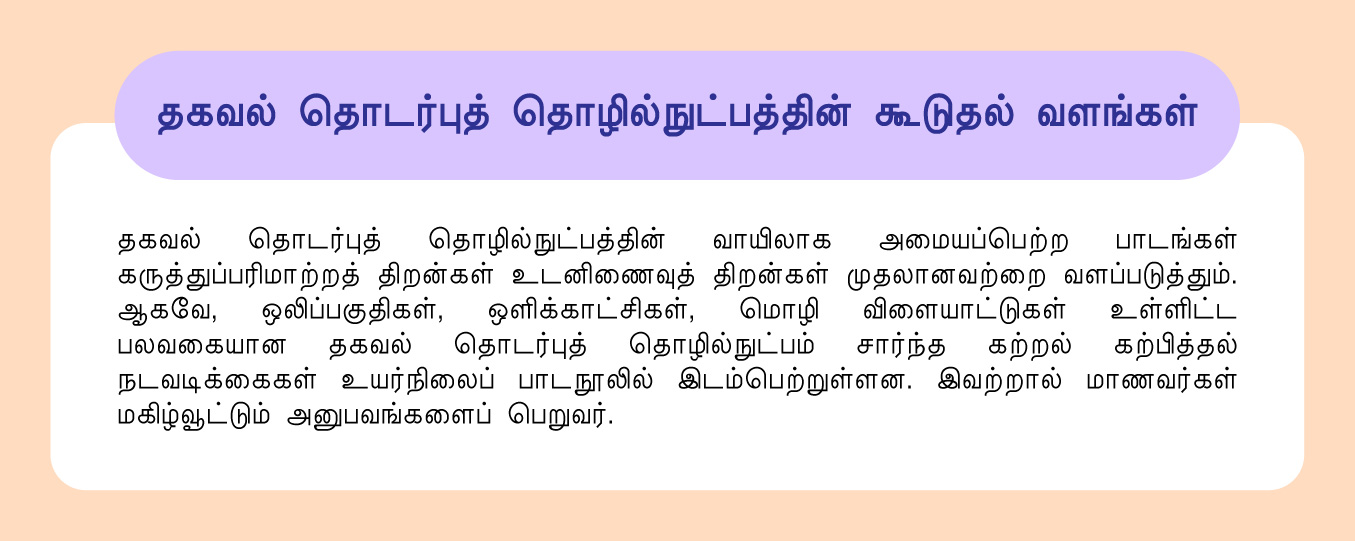 தகவல் தொடர்புத் தொழில்நுட்பத்தின் கூடுதல் வளங்கள்
தகவல் தொடர்புத் தொழில்நுட்பத்தின் வாயிலாக அமையப்பெற்ற பாடங்கள்
கருத்துப்பரிமாற்றத் திறன்கள் உடனிணைவுத் திறன்கள் முதலானவற்றை வளப்படுத்தும்.
ஆகவே, ஒலிப்பகுதிகள், ஒளிக்காட்சிகள், மொழி விளையாட்டுகள் உள்ளிட்ட
பலவகையான தகவல் தொடர்புத் தொழில்நுட்பம் சார்ந்த கற்றல் கற்பித்தல்
நடவடிக்கைகள் உயர்நிலைப் பாடநூலில் இடம்பெற்றுள்ளன. இவற்றால் மாணவர்கள்
மகிழ்வூட்டும் அனுபவங்களைப் பெறுவர்.